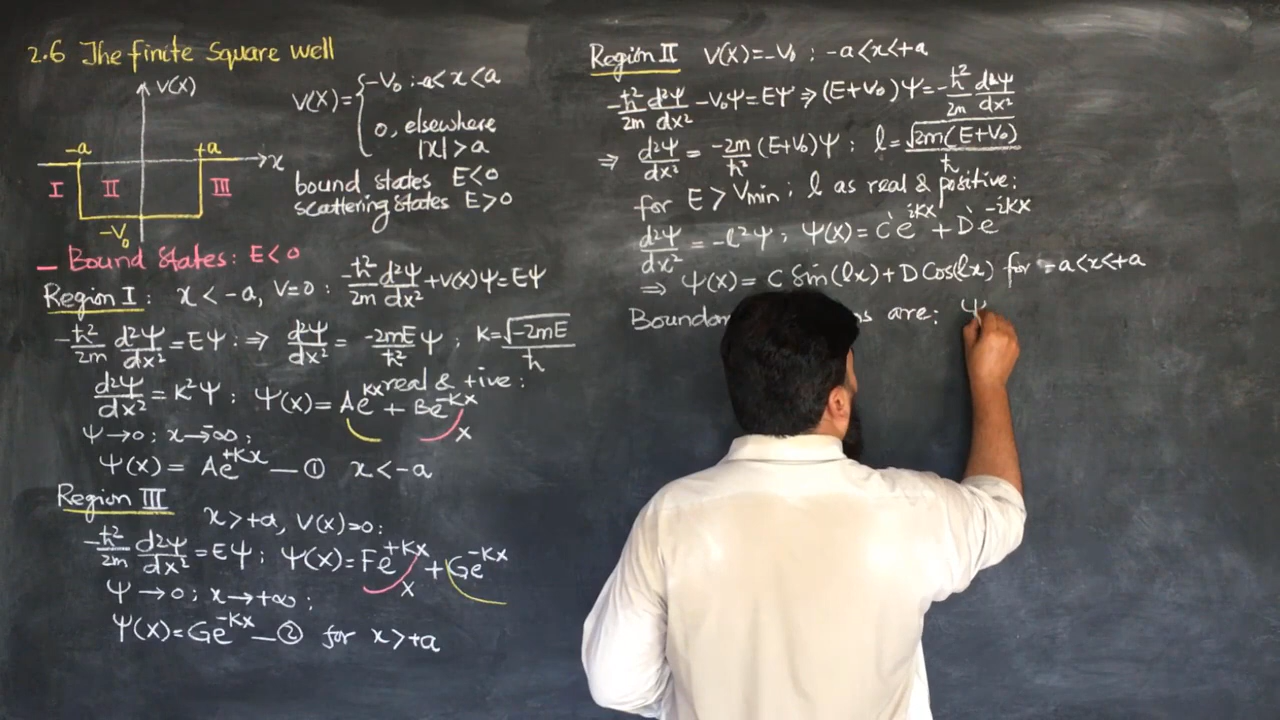 2.6 The finite Square well
V(x)
-a +a x
I II III
-V₀
V(x)= { -V₀ : -a < x < a
0, elsewhere
|x| > a
bound states E<0
scattering states E>0
— Bound States: E<0
Region I: x < -a, V=0 : -ħ²/2m d²ψ/dx² + V(x)ψ = Eψ
-ħ²/2m d²ψ/dx² = Eψ : ⇒ d²ψ/dx² = -2mE/ħ² ψ ; K = √-2mE/ħ
real & +ive :
d²ψ/dx² = K²ψ ; ψ(x) = Ae^Kx + Be^-Kx
x
ψ→0 ; x→-∞ ;
ψ(x) = Ae^+Kx — ① x < -a
Region III
x > +a, V(x)=0 :
-ħ²/2m d²ψ/dx² = Eψ ; ψ(x) = Fe^+Kx + Ge^-Kx
x
ψ→0 ; x→+∞ ;
ψ(x) = Ge^-Kx — ② for x > +a
Region II V(x)=-V₀ : -a<x<+a
-ħ²/2m d²ψ/dx² - V₀ψ = Eψ ⇒ (E+V₀)ψ = -ħ²/2m d²ψ/dx²
⇒ d²ψ/dx² = -2m/ħ² (E+V₀)ψ ; l = √2m(E+V₀)/ħ
for E > Vmin ; l as real & positive ;
d²ψ/dx² = -l²ψ ; ψ(x) = C`e^iKx + D`e^-iKx
⇒ ψ(x) = C Sin(lx) + D Cos(lx) for -a<x<+a
are: ψ